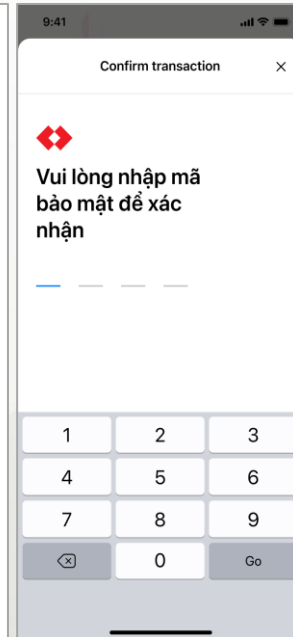 9:41
Confirm transaction
Vui lòng nhập mã
bảo mật để xác
nhận
1 2 3
4 5 6
7 8 9
0 Go